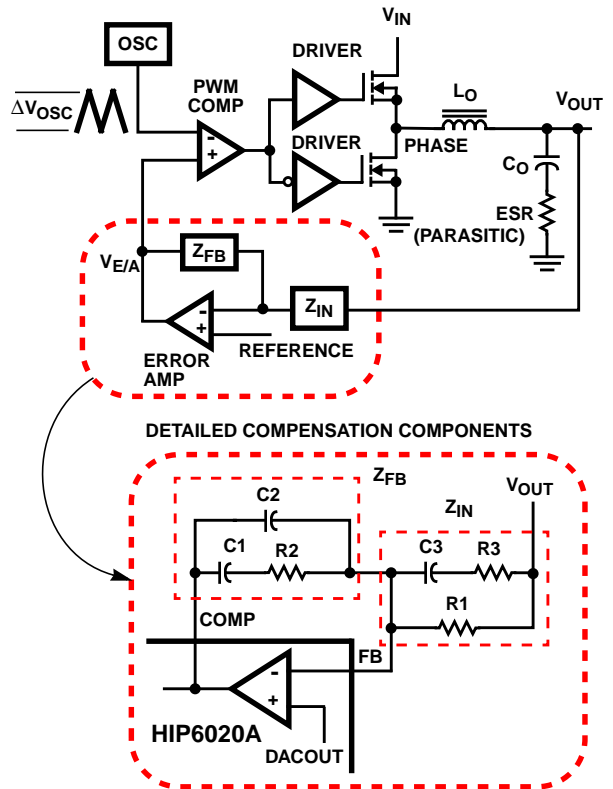 V_IN
OSC
DRIVER
PWM
COMP
ΔV_OSC
L_O
V_OUT
-
+
DRIVER
PHASE
C_O
ESR
(PARASITIC)
Z_FB
V_E/A
-
+
Z_IN
REFERENCE
ERROR
AMP
DETAILED COMPENSATION COMPONENTS
Z_FB
V_OUT
C2
Z_IN
C1
R2
C3
R3
R1
COMP
FB
-
+
HIP6020A
DACOUT